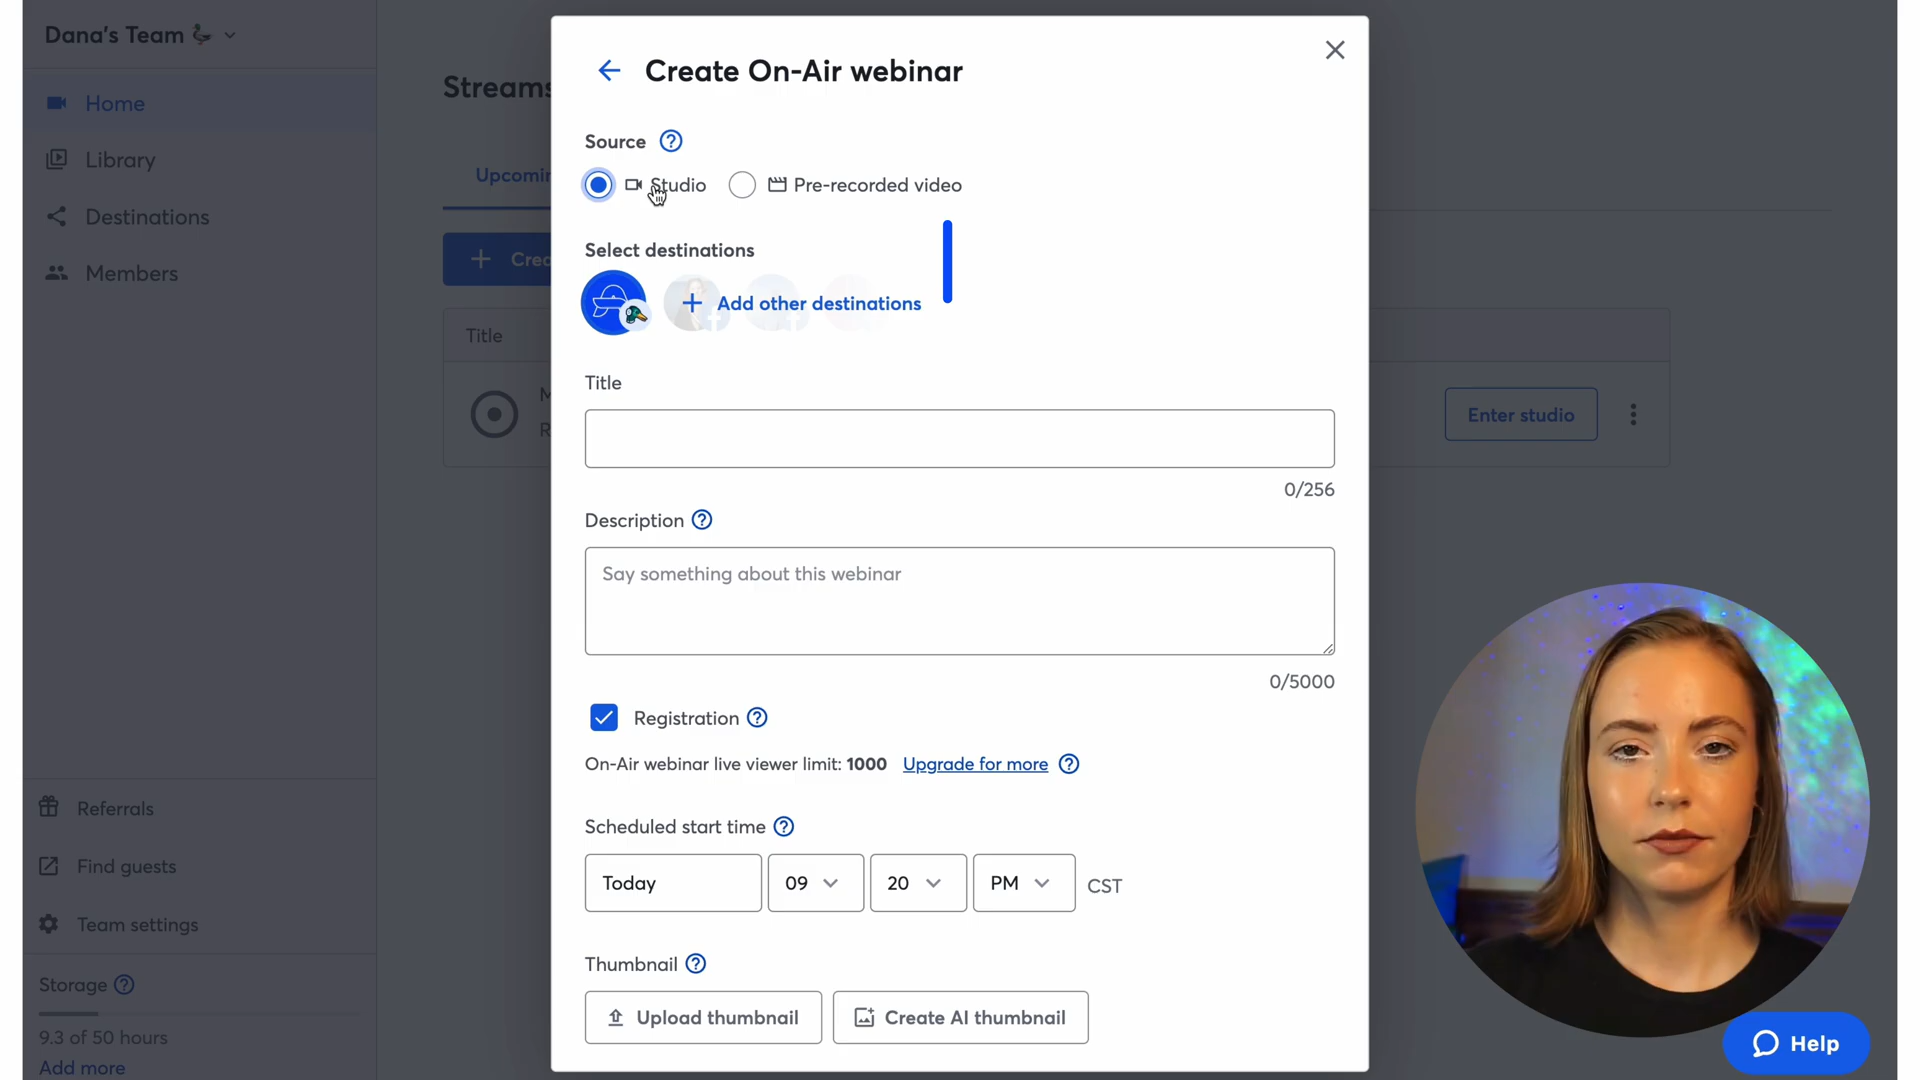 Dana's Team
Home
Library
Destinations
Members
Referrals
Find guests
Team settings
Storage
9.3 of 50 hours
Add more
Streams
Upcomin
+ Crea
Title
M
R
Enter studio
Create On-Air webinar
Source
Studio
Pre-recorded video
Select destinations
+ Add other destinations
Title
0/256
Description
Say something about this webinar
0/5000
Registration
On-Air webinar live viewer limit: 1000 Upgrade for more
Scheduled start time
Today 09 20 PM CST
Thumbnail
Upload thumbnail
Create AI thumbnail
Help